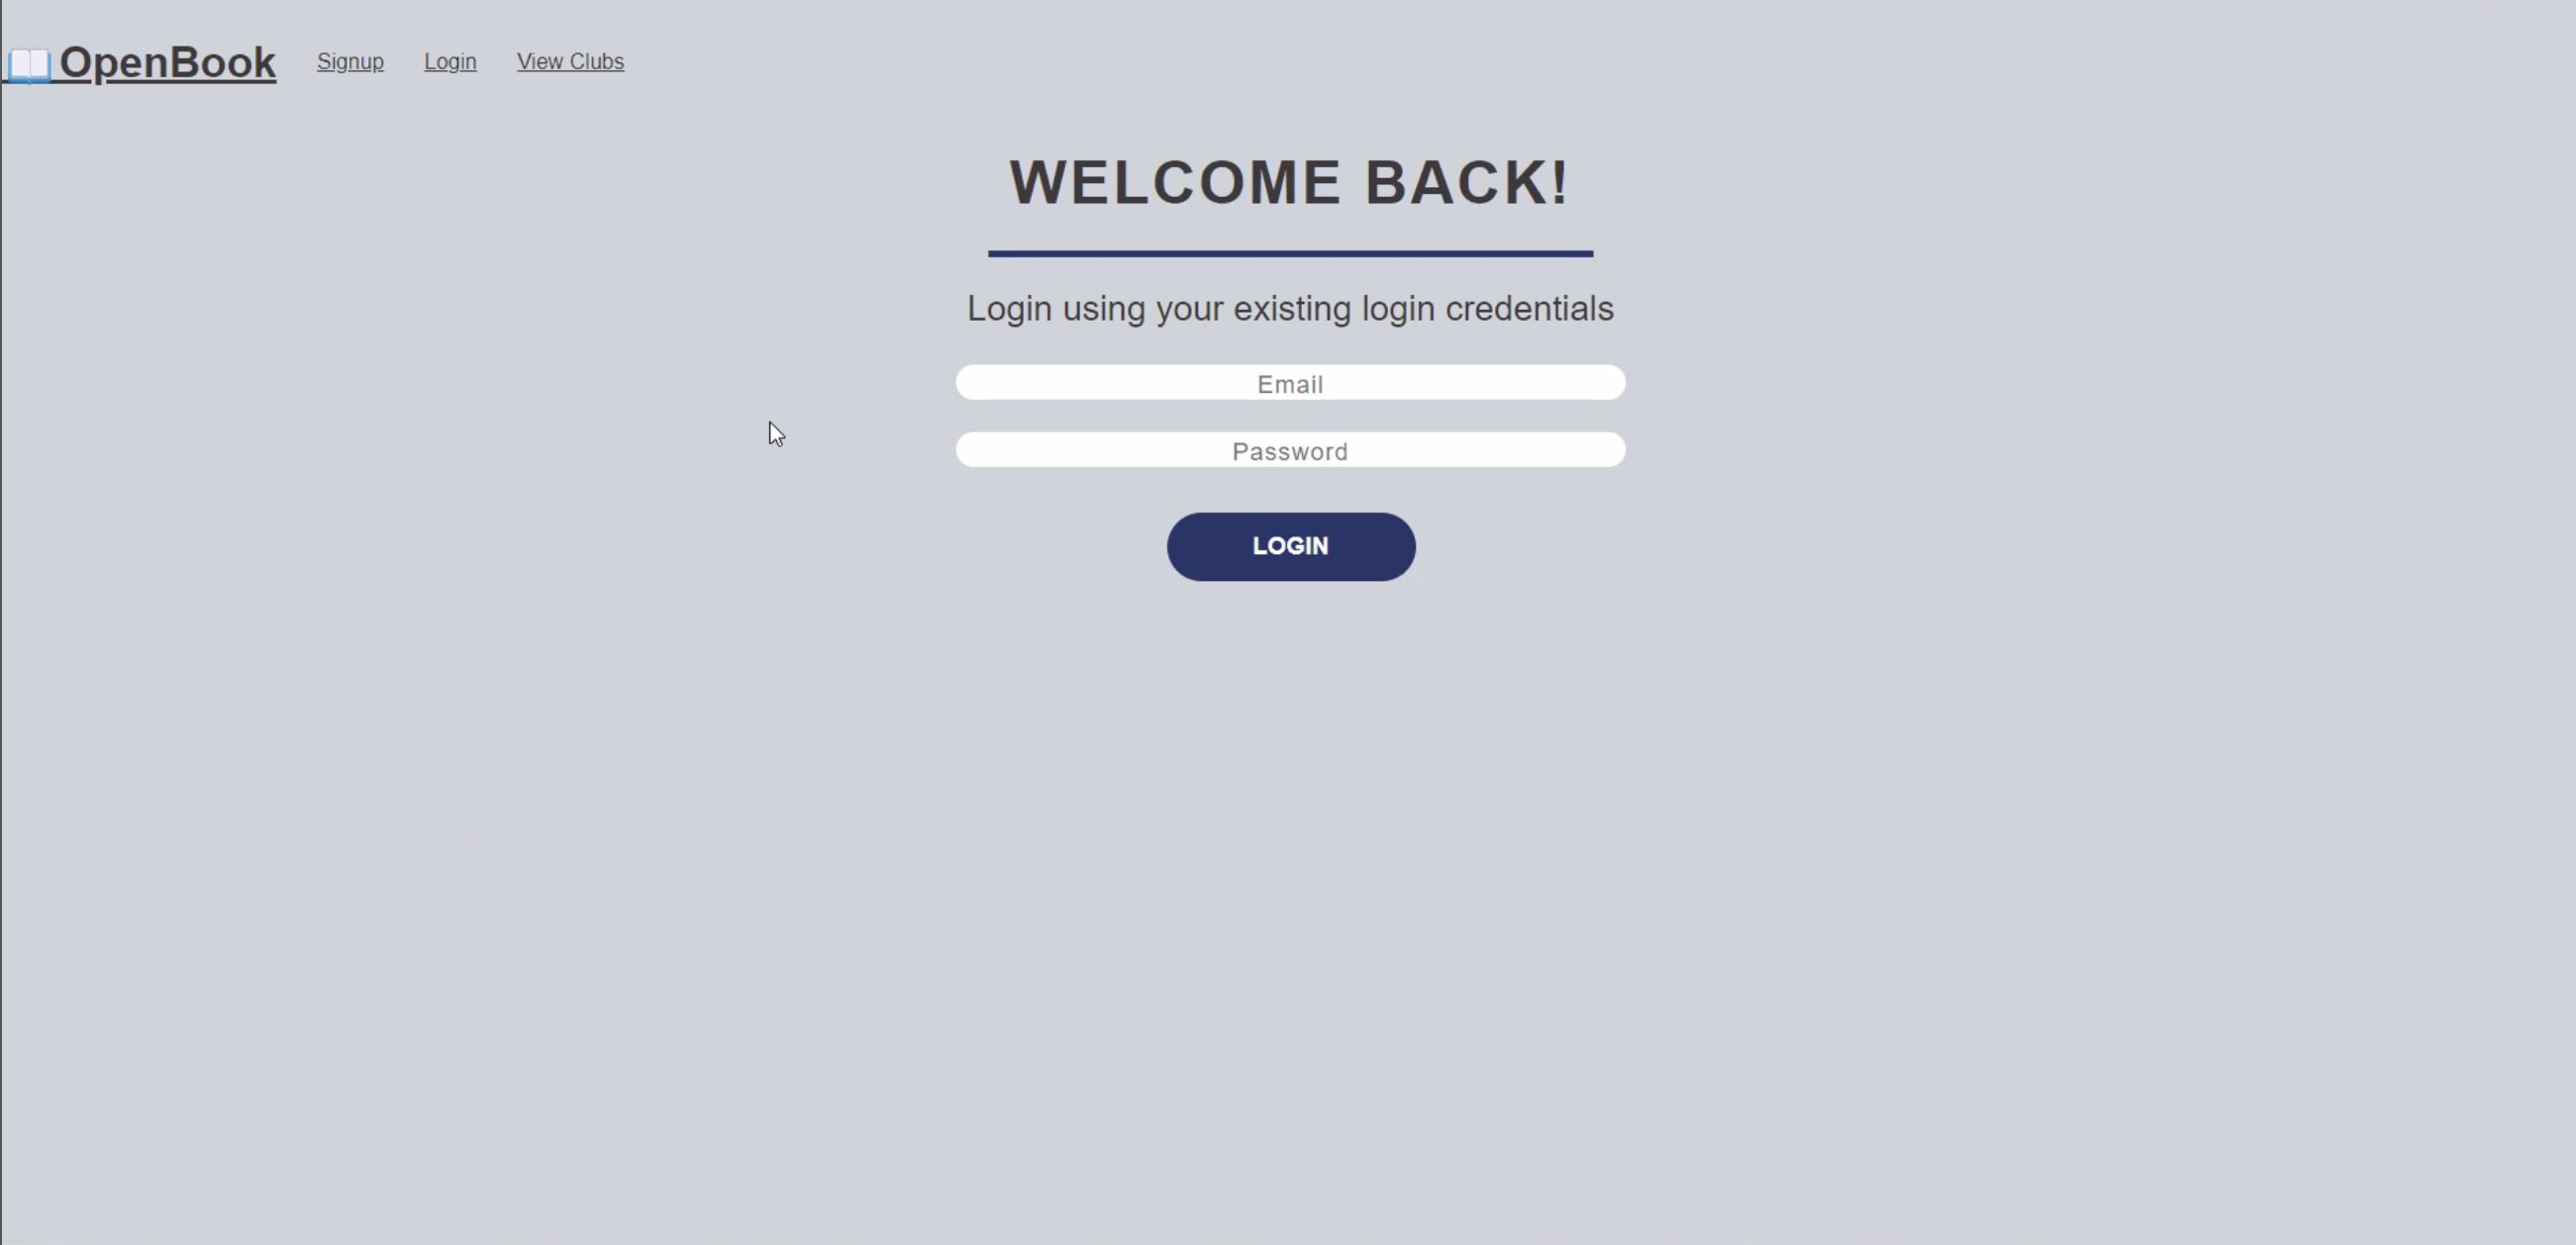 OpenBook Signup Login View Clubs
WELCOME BACK!
Login using your existing login credentials
Email
Password
LOGIN